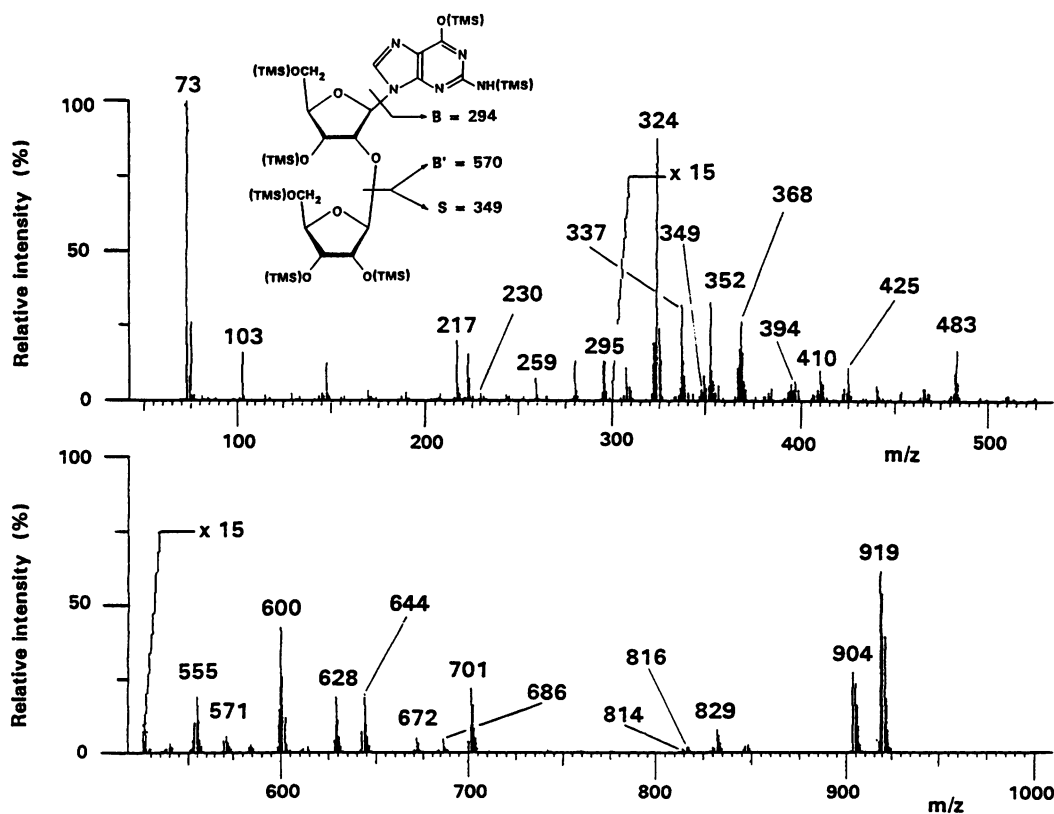 O(TMS)
N
N
(TMS)OCH₂
O
N
N
NH(TMS)
B = 294
(TMS)O
O
B' = 570
(TMS)OCH₂
O
S = 349
(TMS)O
O(TMS)
Relative intensity (%)
100
50
0
73
103
217
230
259
295
324
x 15
337
349
352
368
394
410
425
483
100
200
300
400
500
m/z
Relative intensity (%)
100
50
0
x 15
555
571
600
628
644
672
701
686
814
816
829
904
919
600
700
800
900
1000
m/z